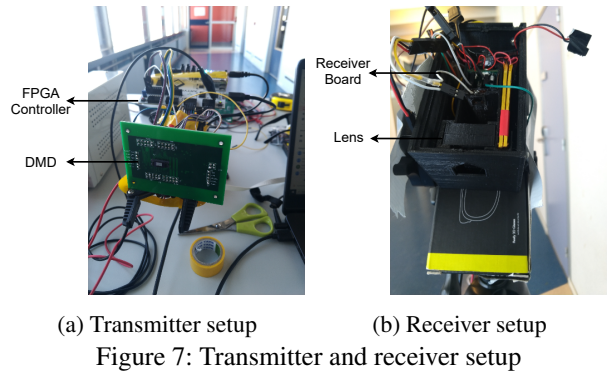 FPGA
Controller
DMD
Receiver
Board
Lens
(a) Transmitter setup
(b) Receiver setup
Figure 7: Transmitter and receiver setup